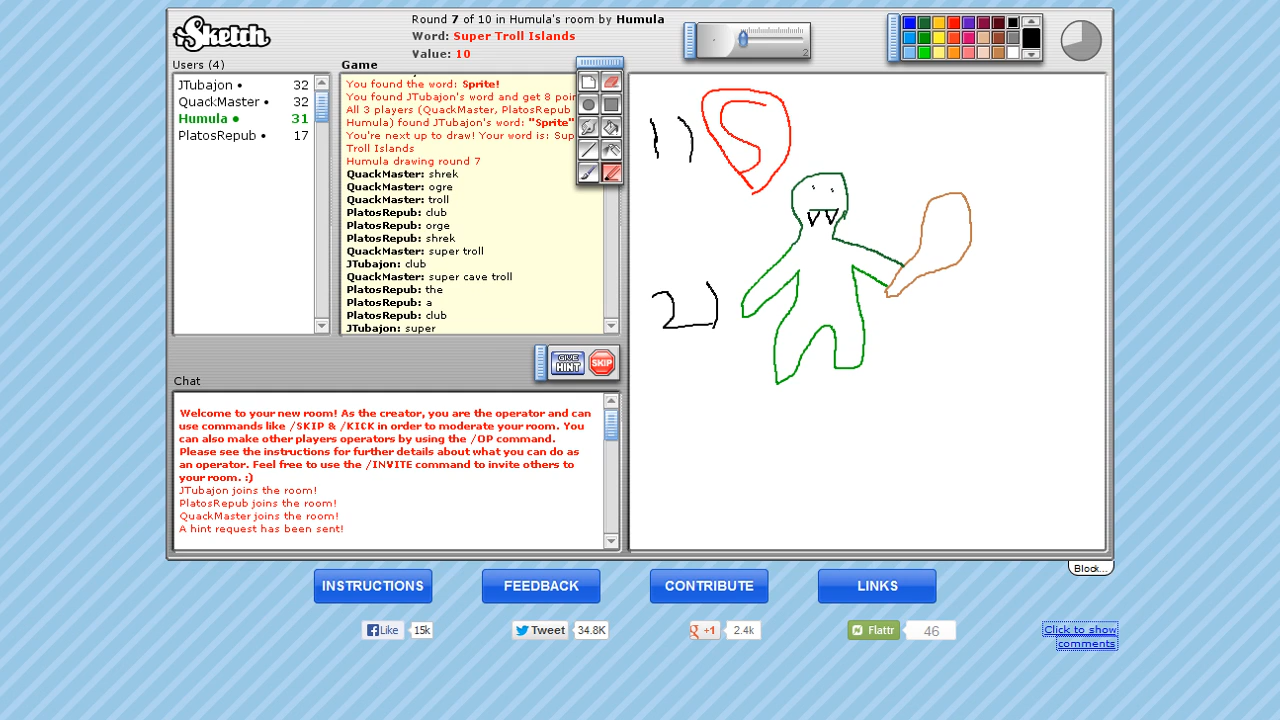 iSketch
Round 7 of 10 in Humula's room by Humula
Word: Super Troll Islands
Value: 10
2
Users (4)
Game
JTubajon • 32
QuackMaster • 32
Humula • 31
PlatosRepub • 17
You found the word: Sprite!
You found JTubajon's word and get 8 poin
All 3 players (QuackMaster, PlatosRepub
Humula) found JTubajon's word: "Sprite"
You're next up to draw! Your word is: Sup
Troll Islands
Humula drawing round 7
QuackMaster: shrek
QuackMaster: ogre
QuackMaster: troll
PlatosRepub: club
PlatosRepub: orge
PlatosRepub: shrek
QuackMaster: super troll
JTubajon: club
QuackMaster: super cave troll
PlatosRepub: the
PlatosRepub: a
PlatosRepub: club
JTubajon: super
GIVE
HINT
SKIP
1) S
2)
Chat
Welcome to your new room! As the creator, you are the operator and can
use commands like /SKIP & /KICK in order to moderate your room. You
can also make other players operators by using the /OP command.
Please see the instructions for further details about what you can do as
an operator. Feel free to use the /INVITE command to invite others to
your room. :)
JTubajon joins the room!
PlatosRepub joins the room!
QuackMaster joins the room!
A hint request has been sent!
Block...
INSTRUCTIONS
FEEDBACK
CONTRIBUTE
LINKS
Like 15k
Tweet 34.8K
+1 2.4k
Flattr 46
Click to show
comments